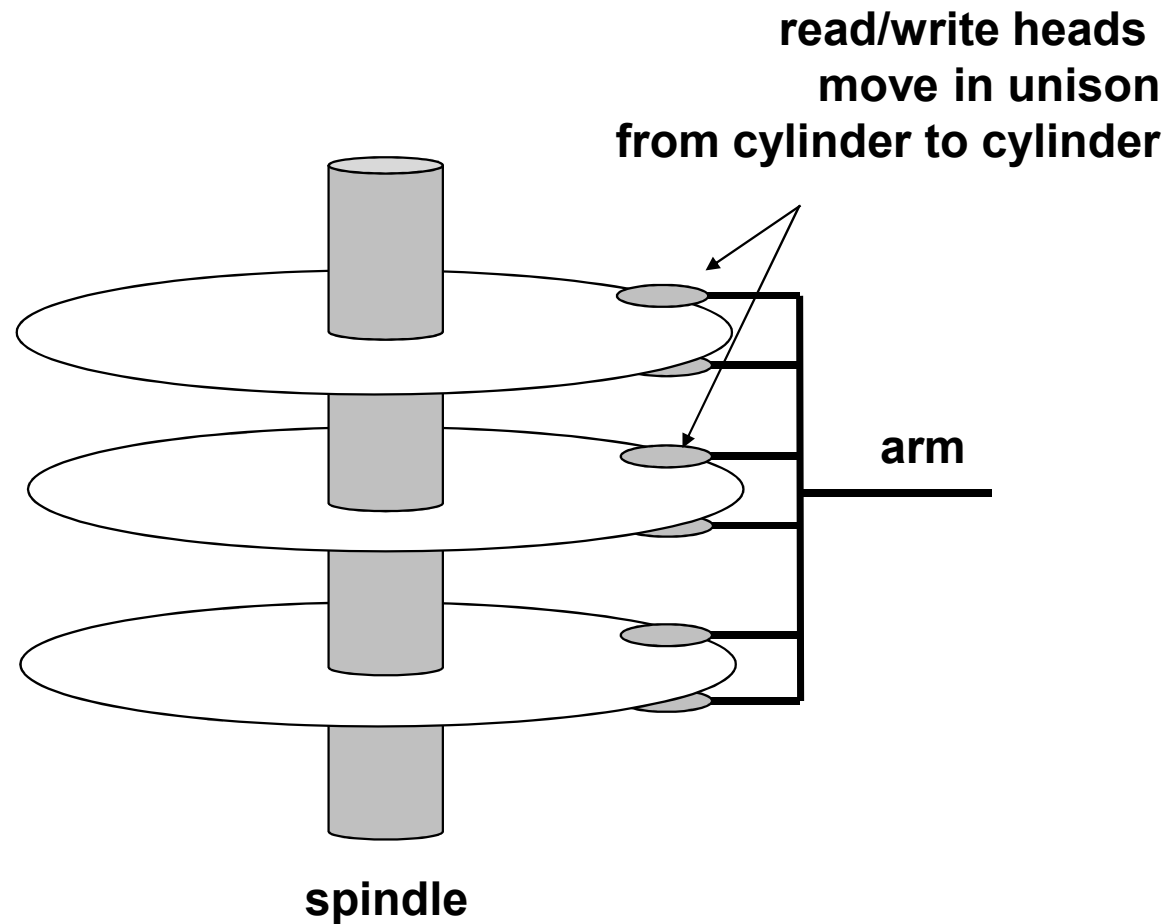 read/write heads
move in unison
from cylinder to cylinder
arm
spindle